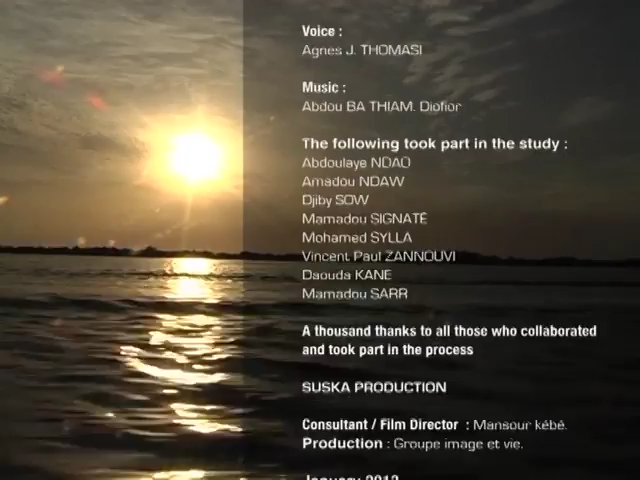 Voice :
Agnes J. THOMASI
Music :
Abdou BA THIAM. Diofior
The following took part in the study :
Abdoulaye NDAO
Amadou NDAW
Djiby SOW
Mamadou SIGNATÉ
Mohamed SYLLA
Vincent Paul ZANNOUVI
Daouda KANE
Mamadou SARR
A thousand thanks to all those who collaborated
and took part in the process
SUSKA PRODUCTION
Consultant / Film Director : Mansour kébé.
Production : Groupe image et vie.
January 2012